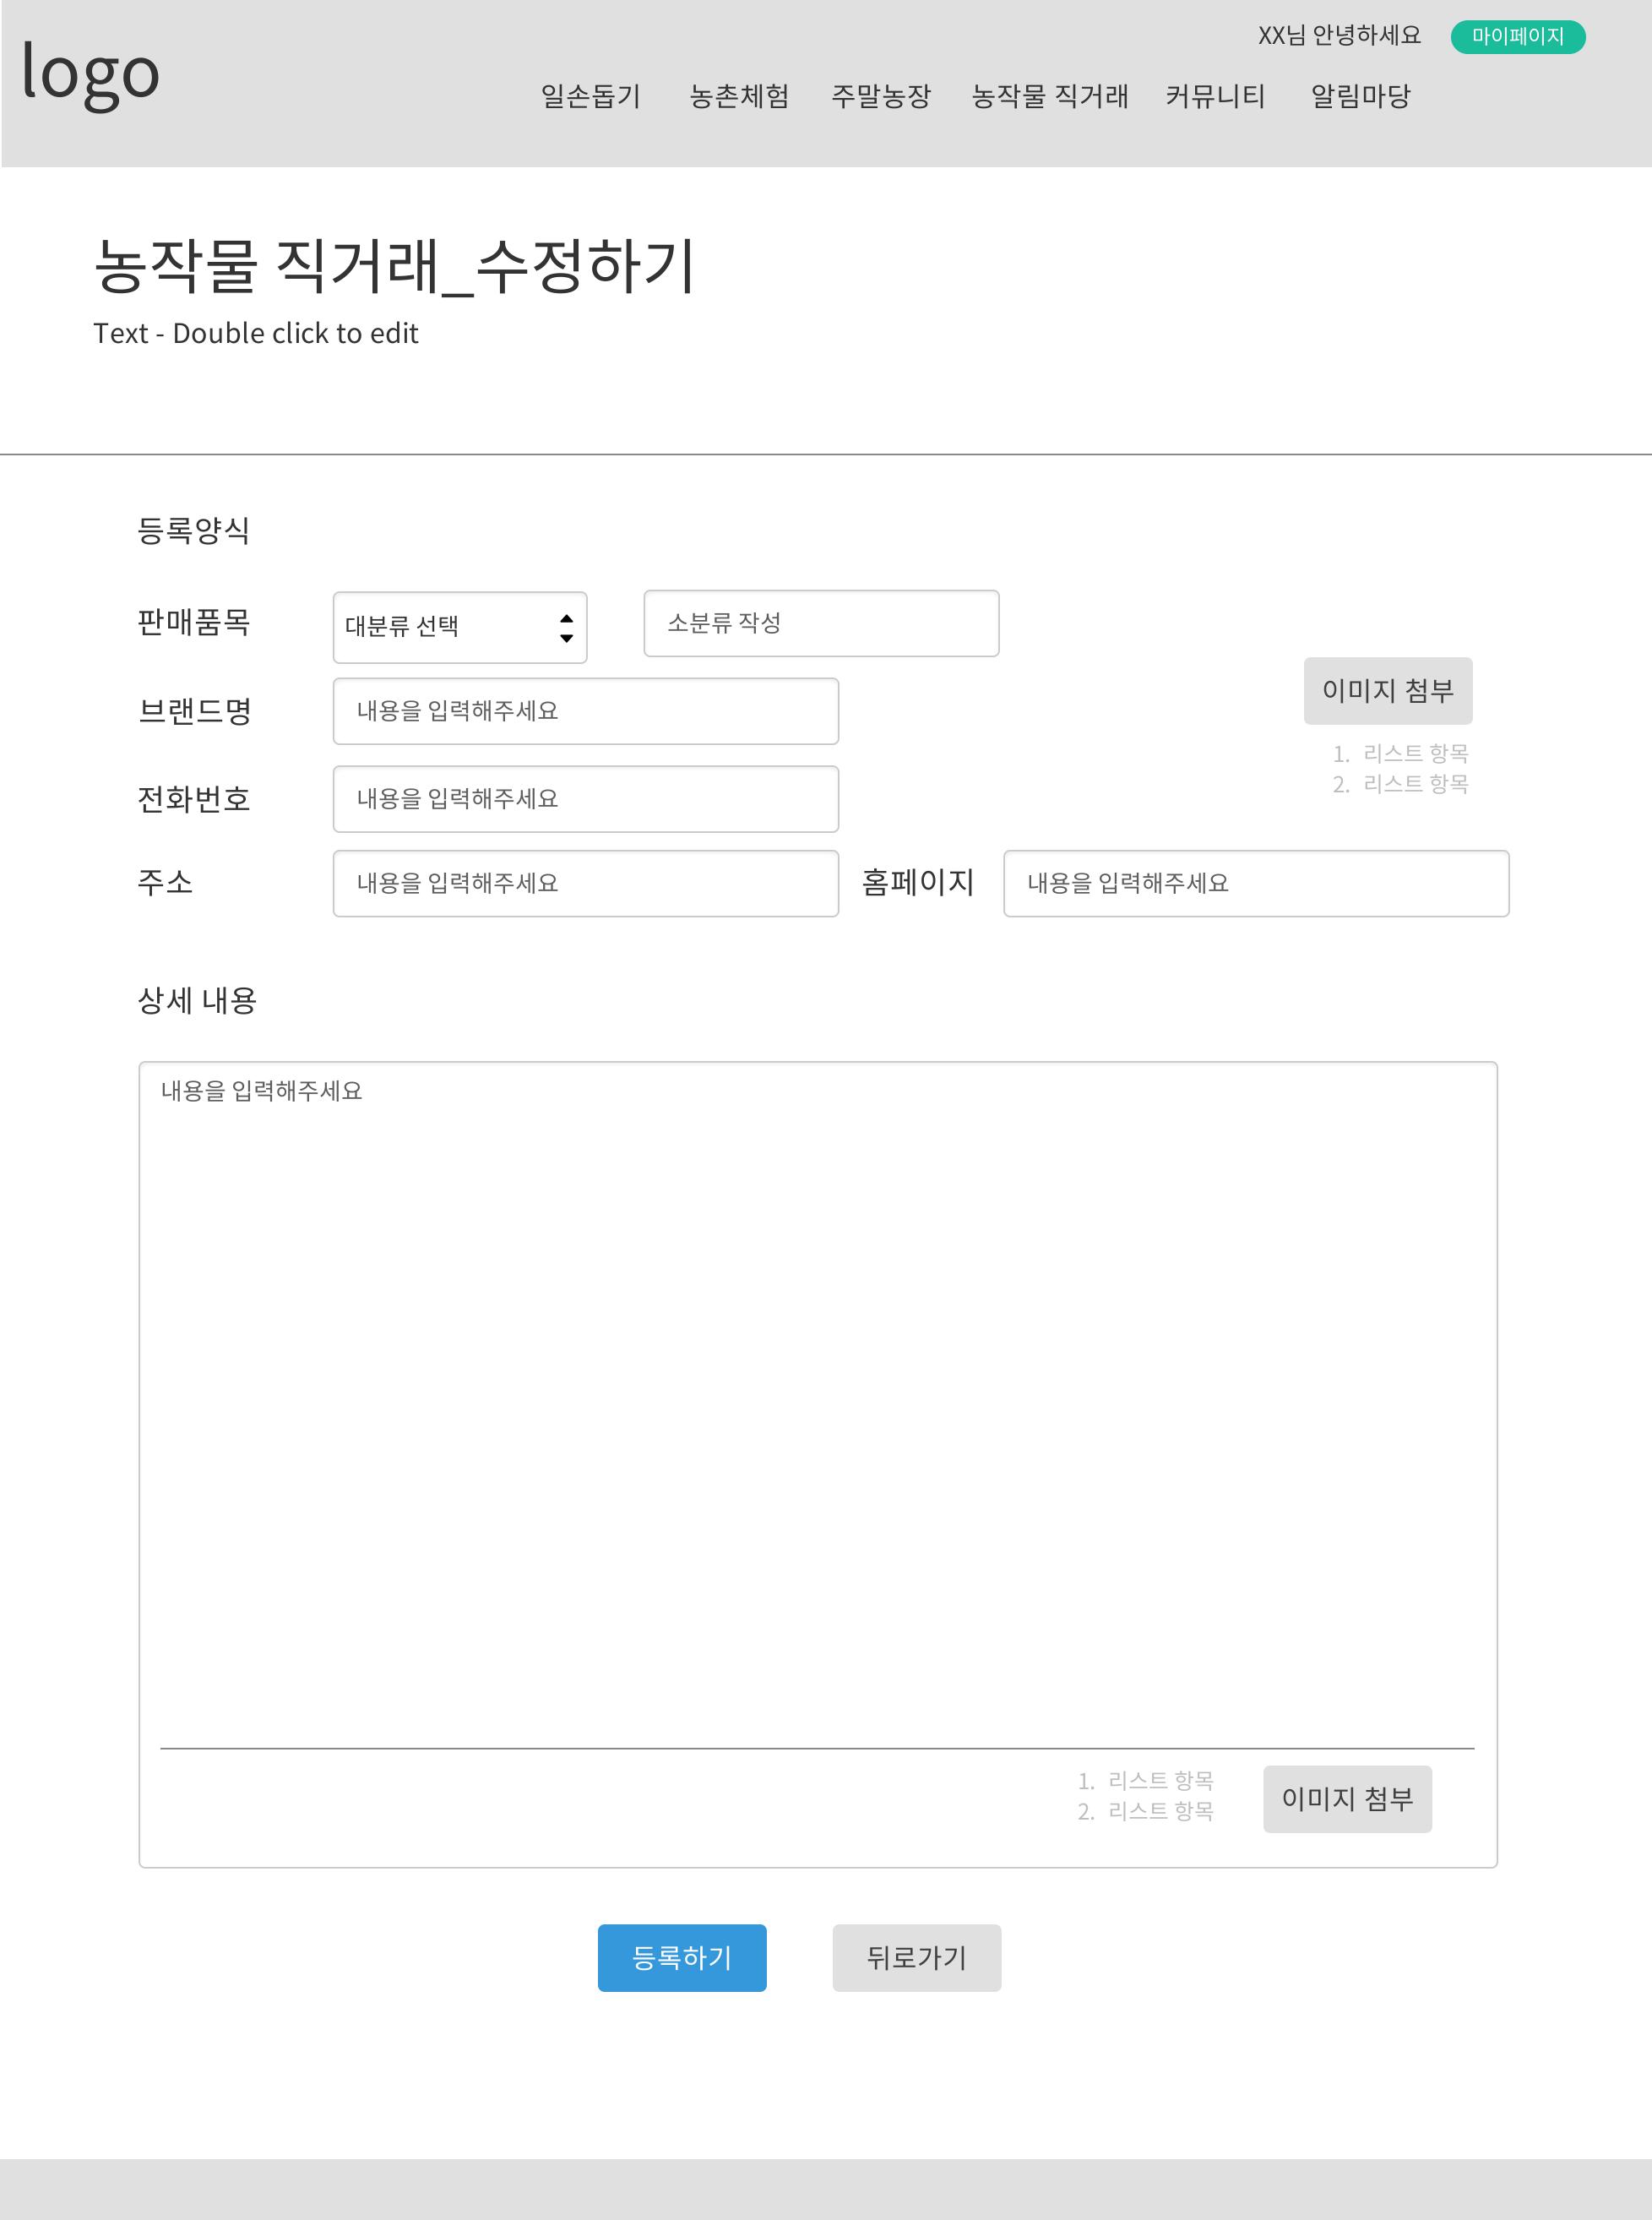 XX님 안녕하세요 마이페이지
logo
일손돕기 농촌체험 주말농장 농작물 직거래 커뮤니티 알림마당
농작물 직거래_수정하기
Text - Double click to edit
등록양식
판매품목 대분류 선택 소분류 작성
이미지 첨부
브랜드명 내용을 입력해주세요
1. 리스트 항목
2. 리스트 항목
전화번호 내용을 입력해주세요
주소 내용을 입력해주세요 홈페이지 내용을 입력해주세요
상세 내용
내용을 입력해주세요
1. 리스트 항목
2. 리스트 항목
이미지 첨부
등록하기 뒤로가기